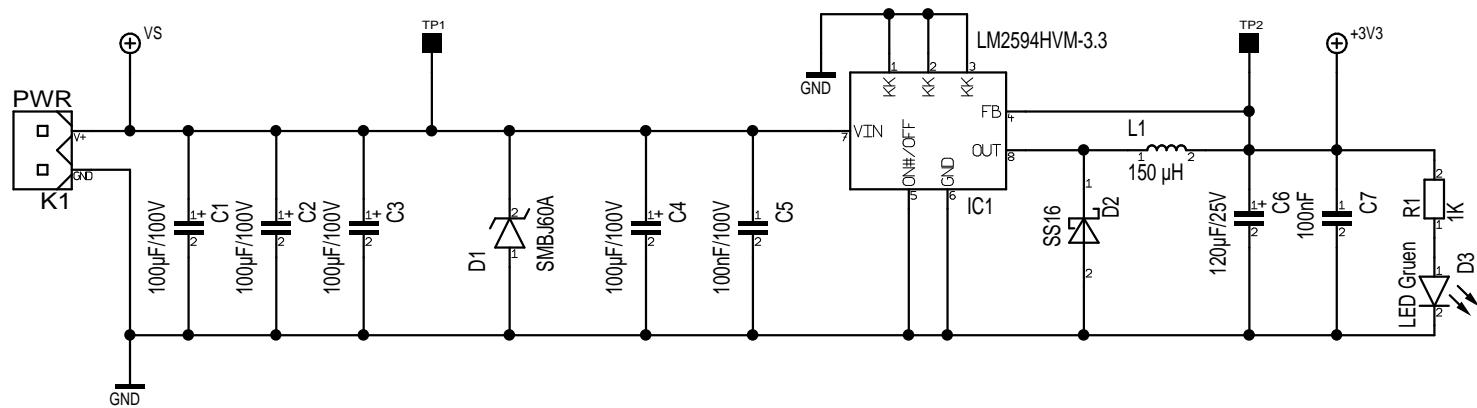 VS
TP1
LM2594HVM-3.3
TP2
+3V3
GND
1
2
3
KK
KK
KK
PWR
V+
GND
K1
7
VIN
FB
4
OUT
8
ON#/OFF
GND
5
6
IC1
L1
1
2
150 µH
1+
2
C1
100µF/100V
1+
2
C2
100µF/100V
1+
2
C3
100µF/100V
2
1
D1
SMBJ60A
1+
2
C4
100µF/100V
1
2
C5
100nF/100V
1
2
D2
SS16
1+
2
C6
120µF/25V
1
2
C7
100nF
2
1
R1
1K
1
2
D3
LED Gruen
GND